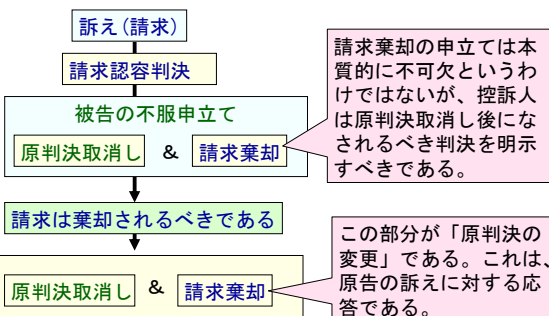 訴え(請求)
請求認容判決
被告の不服申立て
原判決取消し & 請求棄却
請求棄却の申立ては本
質的に不可欠というわ
けではないが、控訴人
は原判決取消し後にな
されるべき判決を明示
すべきである。
請求は棄却されるべきである
原判決取消し & 請求棄却
この部分が「原判決の
変更」である。これは、
原告の訴えに対する応
答である。